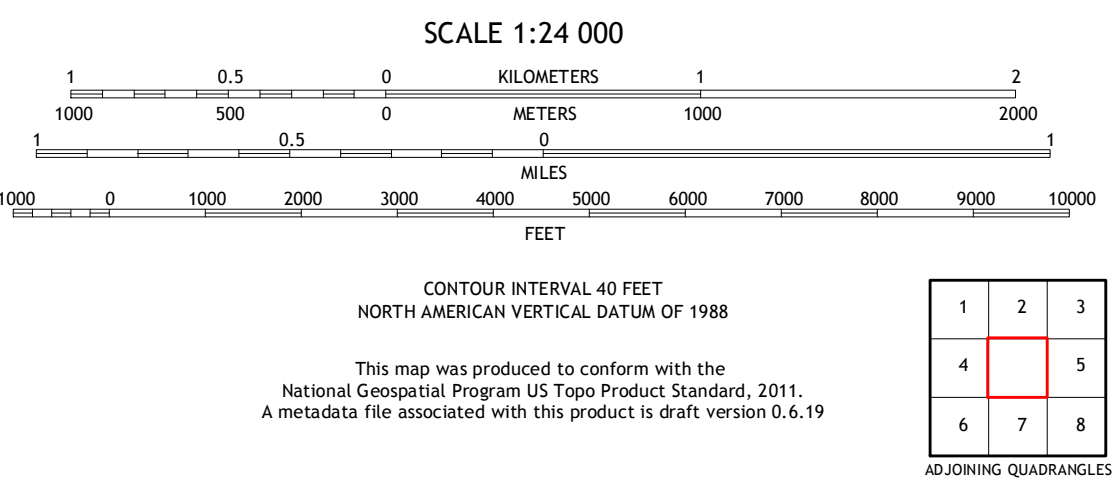 SCALE 1:24 000
1 0.5 0 KILOMETERS 1 2
1000 500 0 METERS 1000 2000
1 0.5 0 1
MILES
1000 0 1000 2000 3000 4000 5000 6000 7000 8000 9000 10000
FEET
CONTOUR INTERVAL 40 FEET
NORTH AMERICAN VERTICAL DATUM OF 1988
This map was produced to conform with the
National Geospatial Program US Topo Product Standard, 2011.
A metadata file associated with this product is draft version 0.6.19
1 2 3
4 5
6 7 8
ADJOINING QUADRANGLES